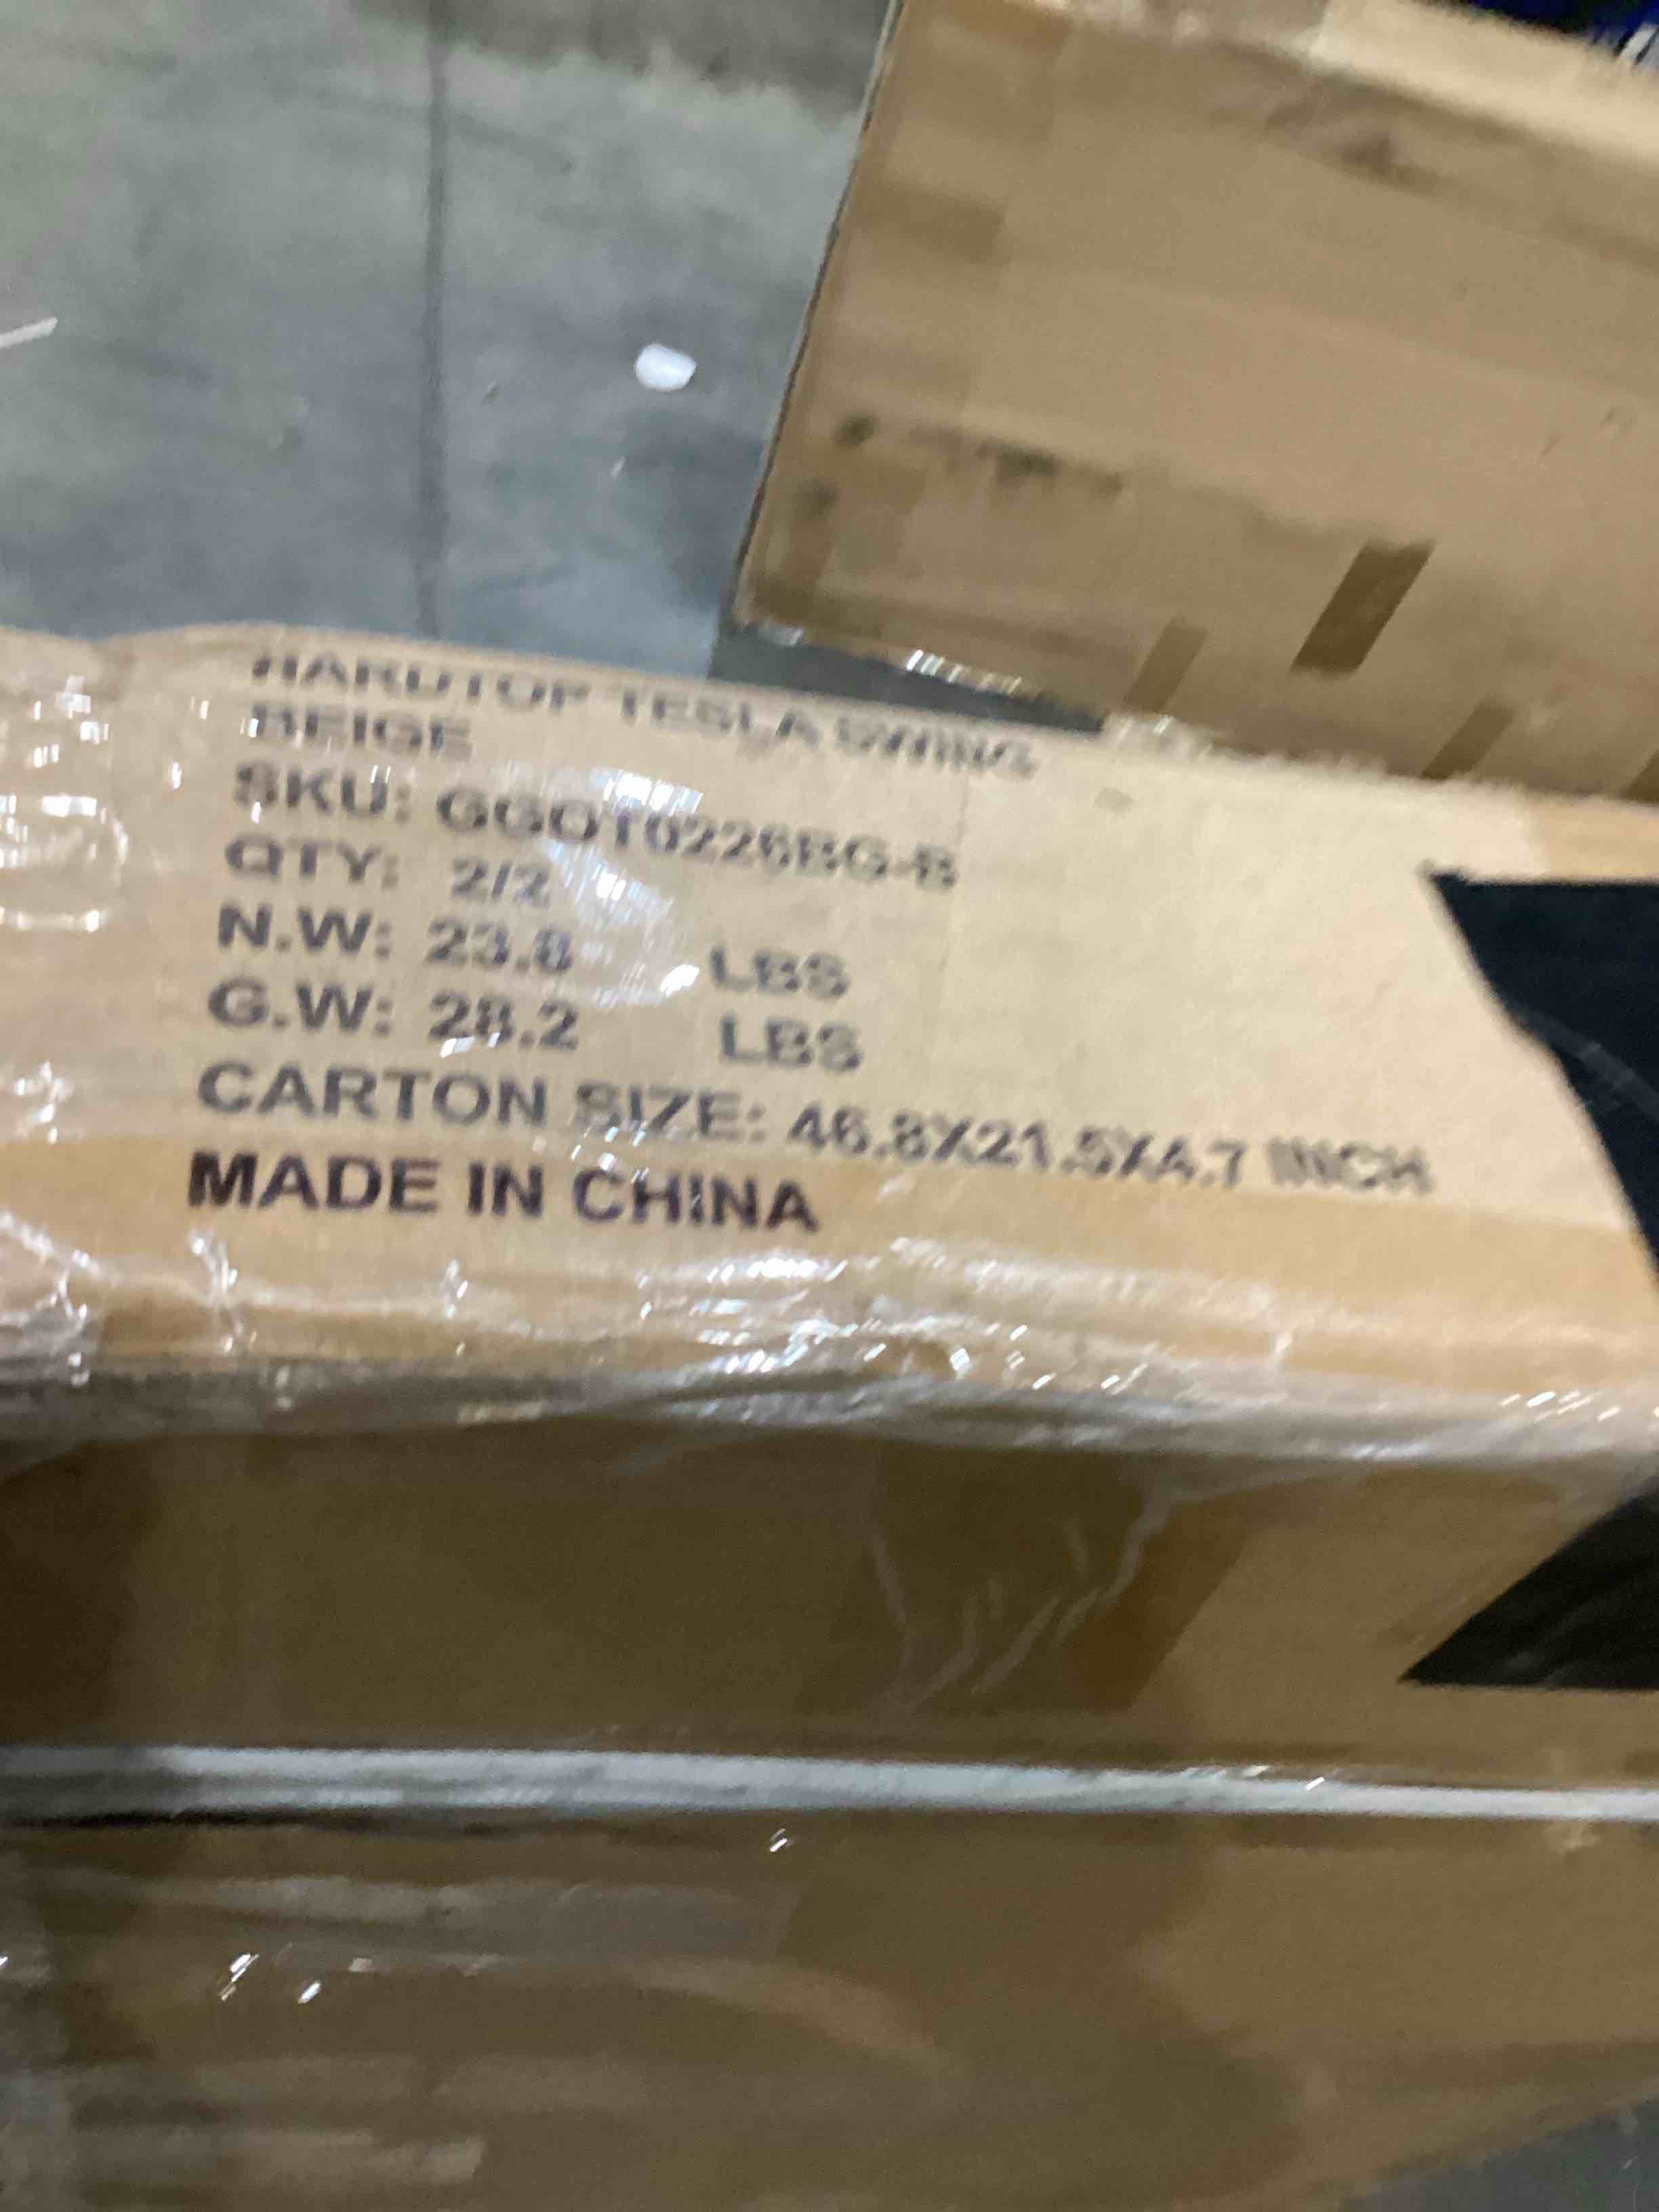 HARDTOP TESLA SWING
BEIGE
SKU: GGOT0226BG-B
QTY: 2/2
N.W: 23.8 LBS
G.W: 28.2 LBS
CARTON SIZE: 46.8X21.5X4.7 INCH
MADE IN CHINA